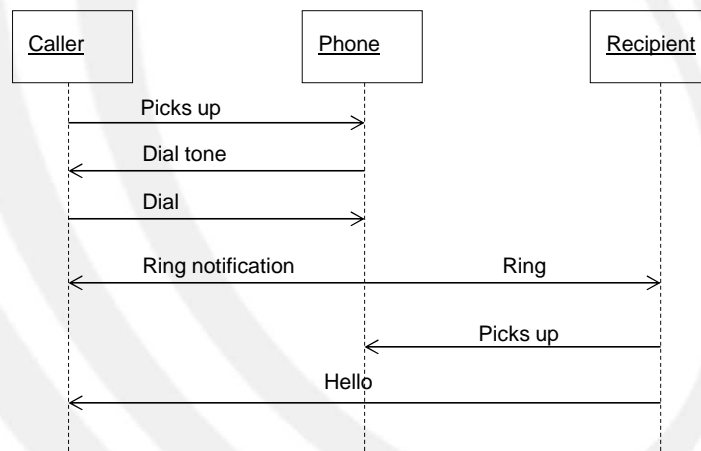 Caller
Phone
Recipient
Picks up
Dial tone
Dial
Ring notification
Ring
Picks up
Hello